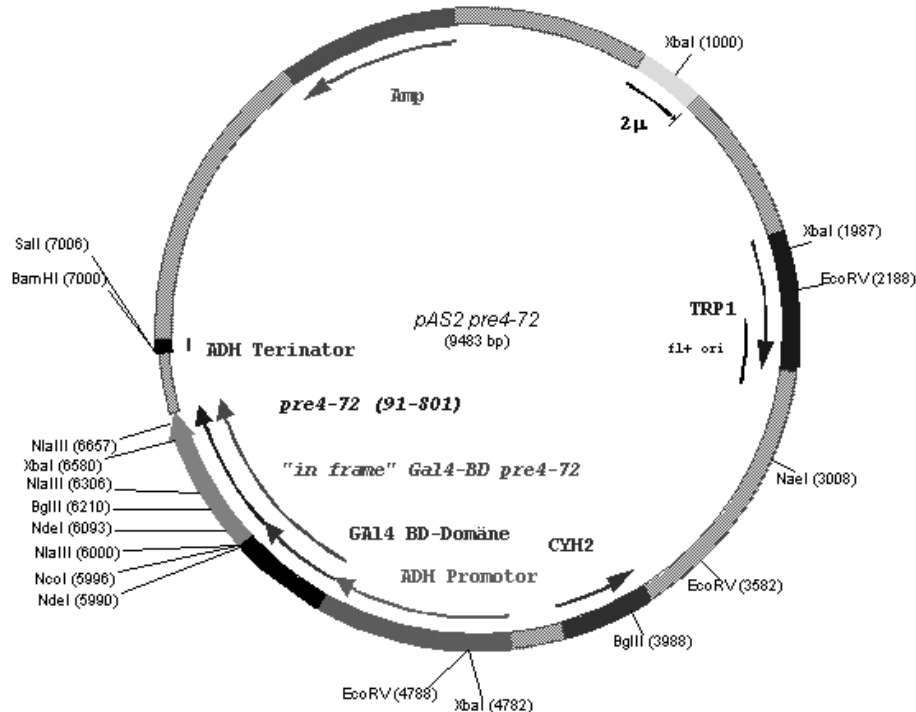 XbaI (1000)
Amp
2µ
SalI (7006)
BamHI (7000)
XbaI (1987)
EcoRV (2188)
TRP1
f1+ ori
pAS2 pre4-72
(9483 bp)
ADH Terinator
pre4-72 (91-801)
NlaIII (6657)
XbaI (6580)
NlaIII (6306)
BglII (6210)
NdeI (6093)
NlaIII (6000)
NcoI (5996)
NdeI (5990)
"in frame" Gal4-BD pre4-72
NaeI (3008)
GAl4 BD-Domäne
CYH2
ADH Promotor
EcoRV (3582)
BglII (3988)
EcoRV (4788)
XbaI (4782)